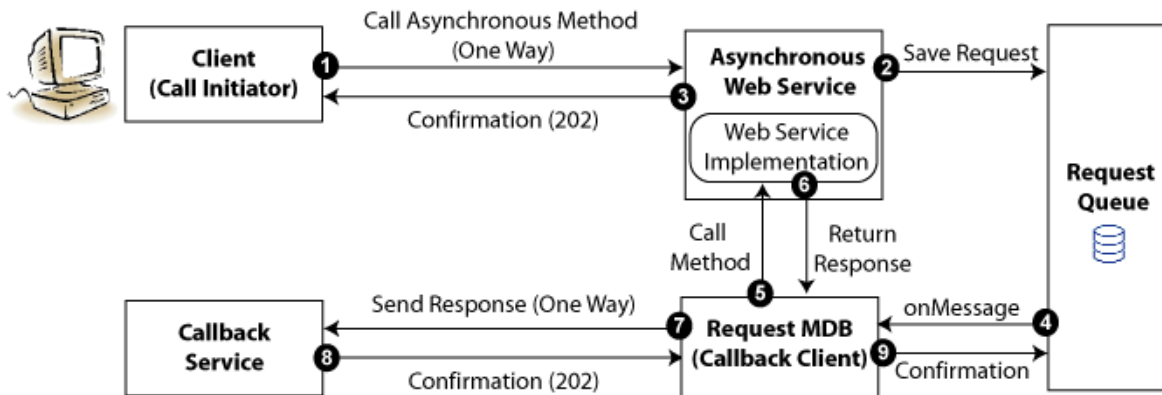 Call Asynchronous Method
(One Way)
Client
(Call Initiator)
1
3
Confirmation (202)
Asynchronous
Web Service
2
Save Request
Web Service
Implementation
6
Request
Queue
Call
Method
Return
Response
5
Send Response (One Way)
Callback
Service
7
8
Confirmation (202)
Request MDB
(Callback Client)
onMessage
4
9
Confirmation